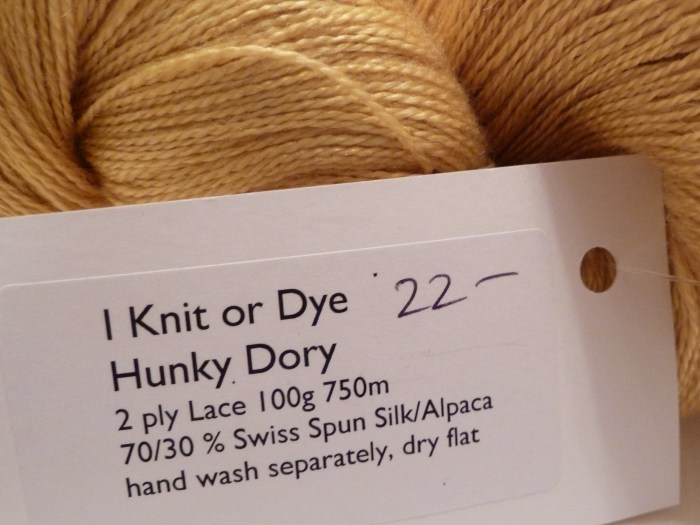 I Knit or Dye 22 –
Hunky Dory
2 ply Lace 100g 750m
70/30 % Swiss Spun Silk/Alpaca
hand wash separately, dry flat